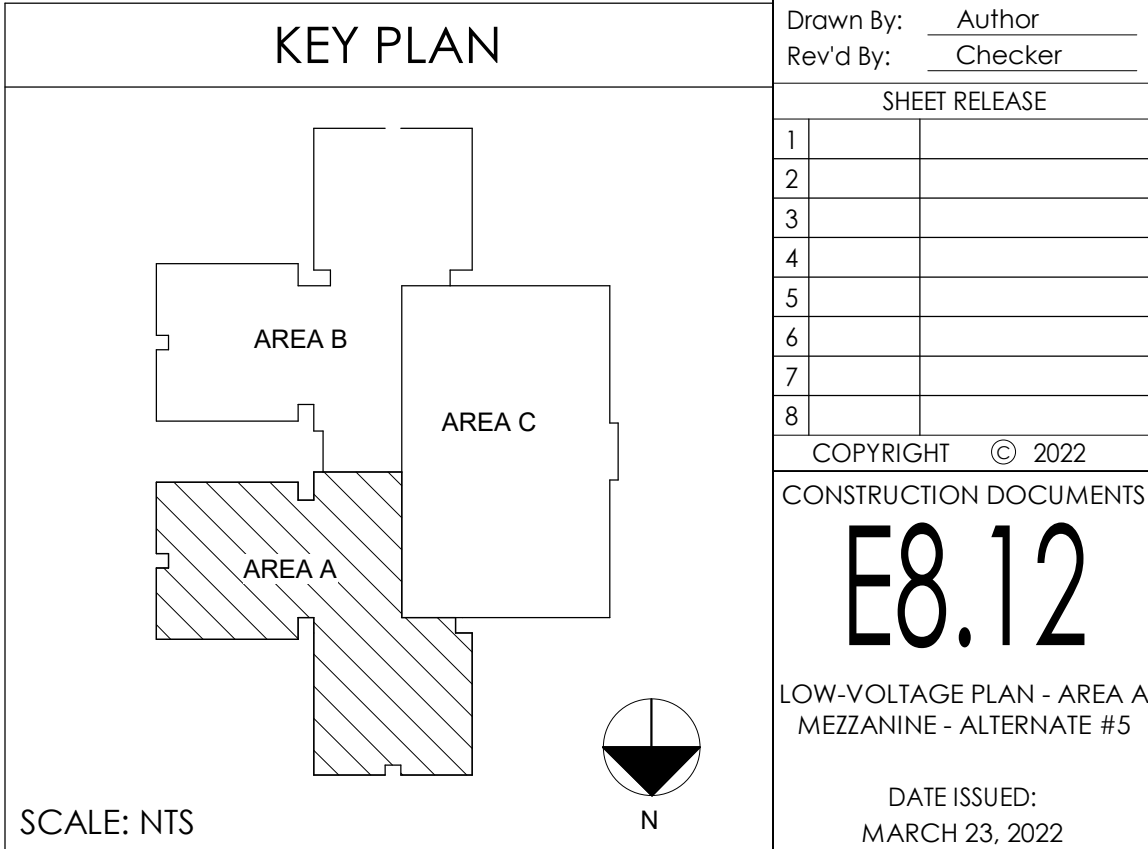 KEY PLAN
AREA B
AREA C
AREA A
N
SCALE: NTS
Drawn By: Author
Rev'd By: Checker
SHEET RELEASE
1
2
3
4
5
6
7
8
COPYRIGHT © 2022
CONSTRUCTION DOCUMENTS
E8.12
LOW-VOLTAGE PLAN - AREA A
MEZZANINE - ALTERNATE #5
DATE ISSUED:
MARCH 23, 2022